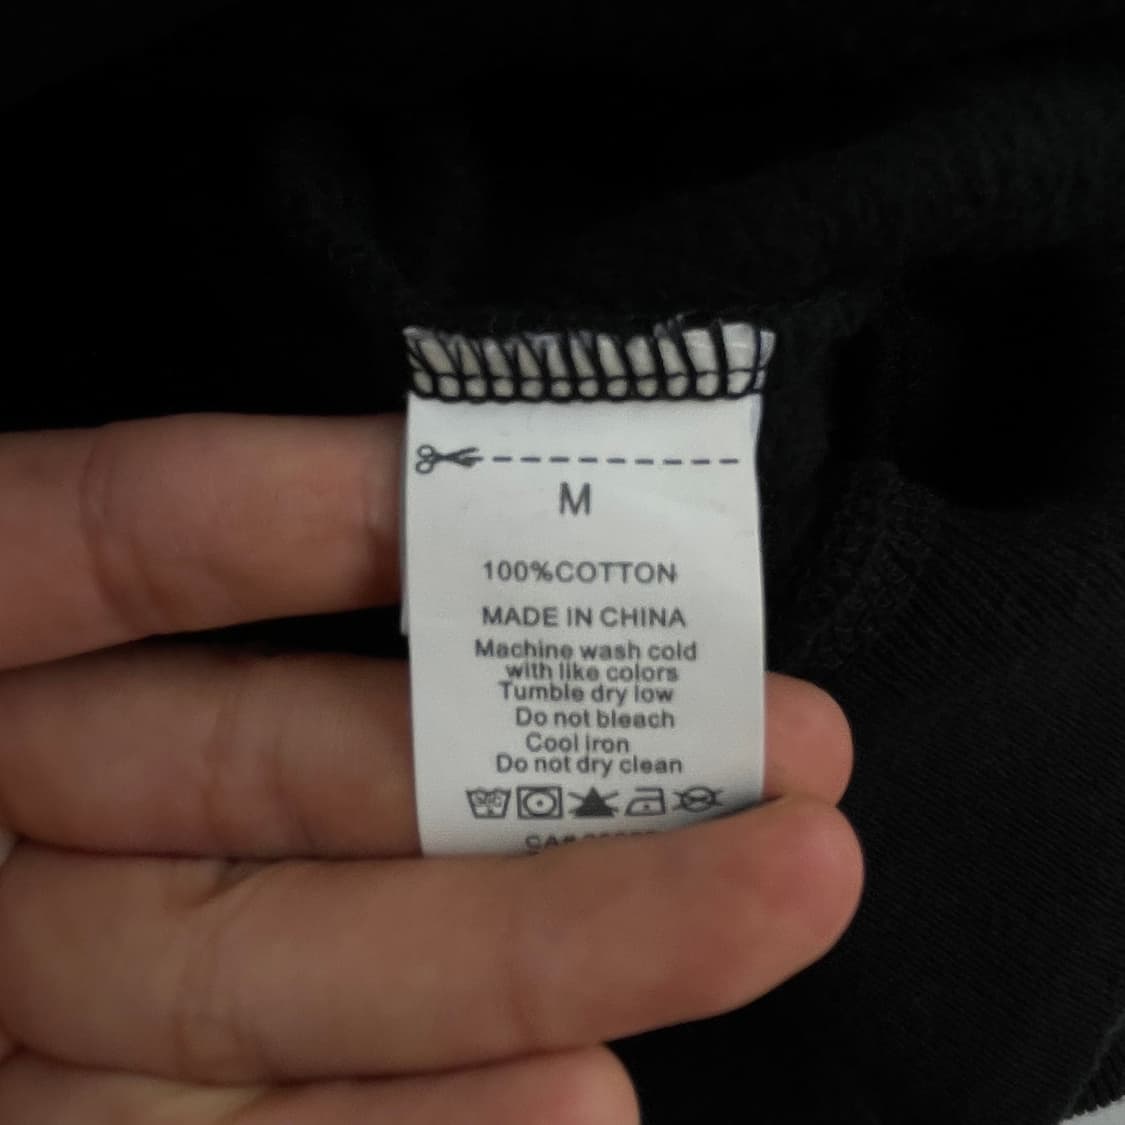 M
100%COTTON
MADE IN CHINA
Machine wash cold
with like colors
Tumble dry low
Do not bleach
Cool iron
Do not dry clean